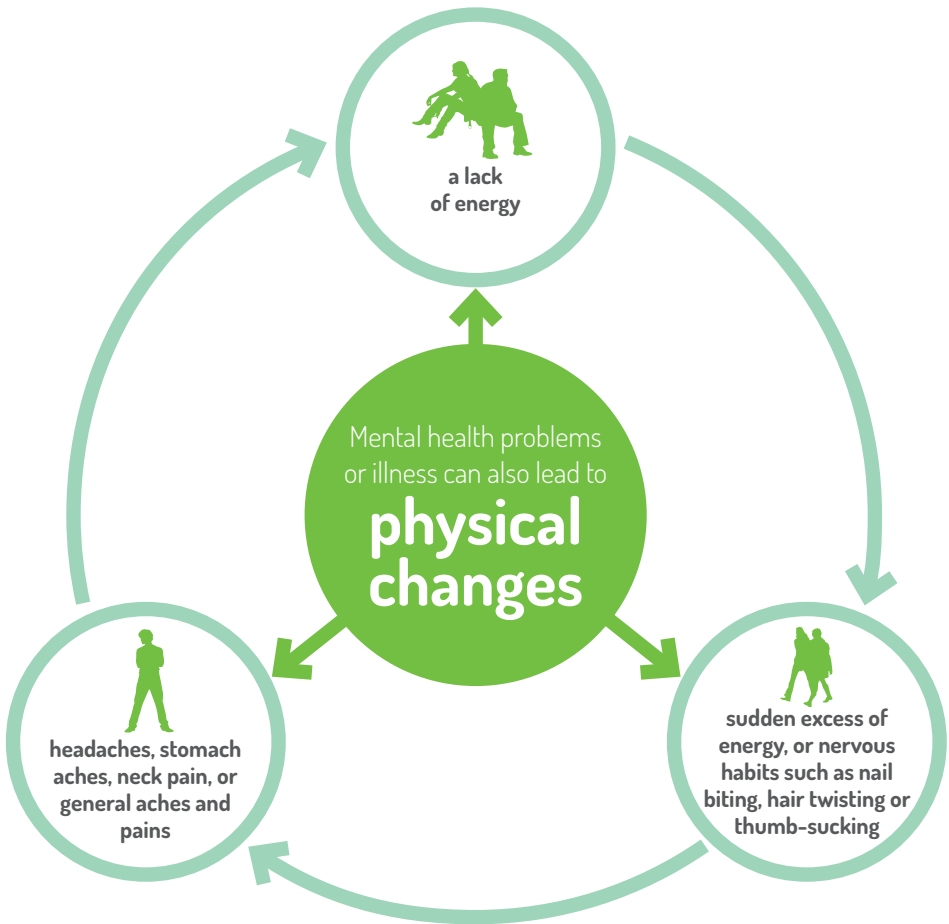 a lack
of energy
Mental health problems
or illness can also lead to
physical
changes
headaches, stomach
aches, neck pain, or
general aches and
pains
sudden excess of
energy, or nervous
habits such as nail
biting, hair twisting or
thumb-sucking